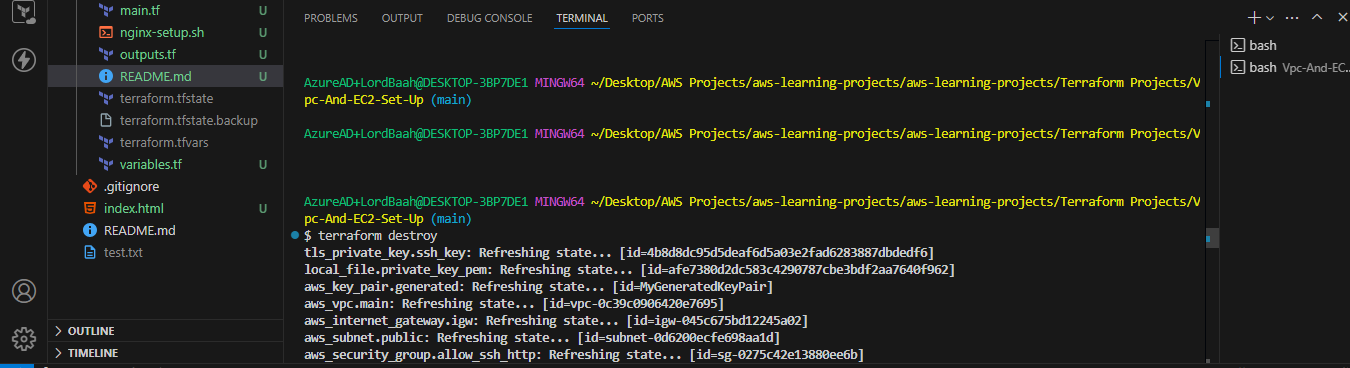 main.tf U
nginx-setup.sh U
outputs.tf U
README.md U
terraform.tfstate
terraform.tfstate.backup
terraform.tfvars
variables.tf U
.gitignore
index.html U
README.md
test.txt
OUTLINE
TIMELINE
PROBLEMS OUTPUT DEBUG CONSOLE TERMINAL PORTS
AzureAD+LordBaah@DESKTOP-3BP7DE1 MINGW64 ~/Desktop/AWS Projects/aws-learning-projects/aws-learning-projects/Terraform Projects/V
pc-And-EC2-Set-Up (main)
AzureAD+LordBaah@DESKTOP-3BP7DE1 MINGW64 ~/Desktop/AWS Projects/aws-learning-projects/aws-learning-projects/Terraform Projects/V
AzureAD+LordBaah@DESKTOP-3BP7DE1 MINGW64 ~/Desktop/AWS Projects/aws-learning-projects/aws-learning-projects/Terraform Projects/V
pc-And-EC2-Set-Up (main)
$ terraform destroy
tls_private_key.ssh_key: Refreshing state... [id=4b8d8dc95d5deaf6d5a03e2fad6283887dbdedf6]
local_file.private_key_pem: Refreshing state... [id=afe7380d2dc583c4290787cbe3bdf2aa7640f962]
aws_key_pair.generated: Refreshing state... [id=MyGeneratedKeyPair]
aws_vpc.main: Refreshing state... [id=vpc-0c39c0906420e7695]
aws_internet_gateway.igw: Refreshing state... [id=igw-045c675bd12245a02]
aws_subnet.public: Refreshing state... [id=subnet-0d6200ecfe698aa1d]
aws_security_group.allow_ssh_http: Refreshing state... [id=sg-0275c42e13880ee6b]
bash
bash Vpc-And-EC...